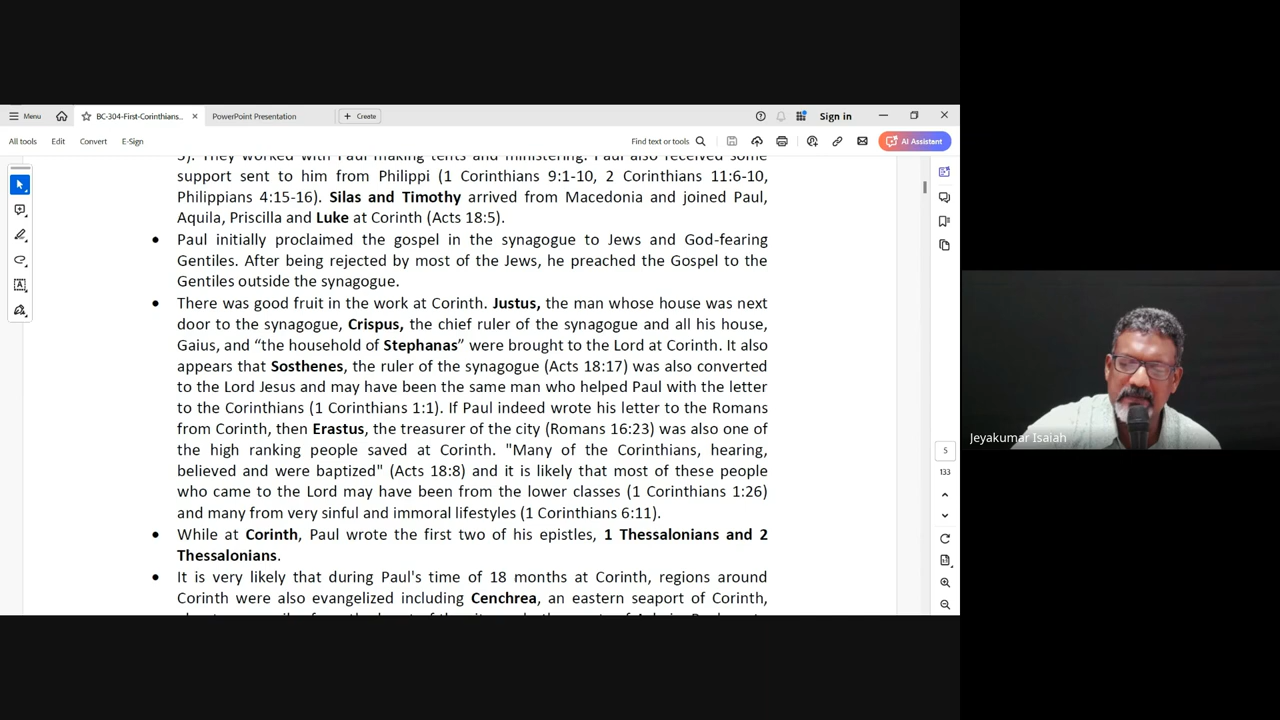 Menu
BC-304-First-Corinthians...
PowerPoint Presentation
Create
Sign in
All tools
Edit
Convert
E-Sign
Find text or tools
AI Assistant
5). They worked with Paul making tents and ministering. Paul also received some
support sent to him from Philippi (1 Corinthians 9:1-10, 2 Corinthians 11:6-10,
Philippians 4:15-16). Silas and Timothy arrived from Macedonia and joined Paul,
Aquila, Priscilla and Luke at Corinth (Acts 18:5).
• Paul initially proclaimed the gospel in the synagogue to Jews and God-fearing
Gentiles. After being rejected by most of the Jews, he preached the Gospel to the
Gentiles outside the synagogue.
• There was good fruit in the work at Corinth. Justus, the man whose house was next
door to the synagogue, Crispus, the chief ruler of the synagogue and all his house,
Gaius, and “the household of Stephanas” were brought to the Lord at Corinth. It also
appears that Sosthenes, the ruler of the synagogue (Acts 18:17) was also converted
to the Lord Jesus and may have been the same man who helped Paul with the letter
to the Corinthians (1 Corinthians 1:1). If Paul indeed wrote his letter to the Romans
from Corinth, then Erastus, the treasurer of the city (Romans 16:23) was also one of
the high ranking people saved at Corinth. "Many of the Corinthians, hearing,
believed and were baptized" (Acts 18:8) and it is likely that most of these people
who came to the Lord may have been from the lower classes (1 Corinthians 1:26)
and many from very sinful and immoral lifestyles (1 Corinthians 6:11).
• While at Corinth, Paul wrote the first two of his epistles, 1 Thessalonians and 2
Thessalonians.
• It is very likely that during Paul's time of 18 months at Corinth, regions around
Corinth were also evangelized including Cenchrea, an eastern seaport of Corinth,
5
133
Jeyakumar Isaiah